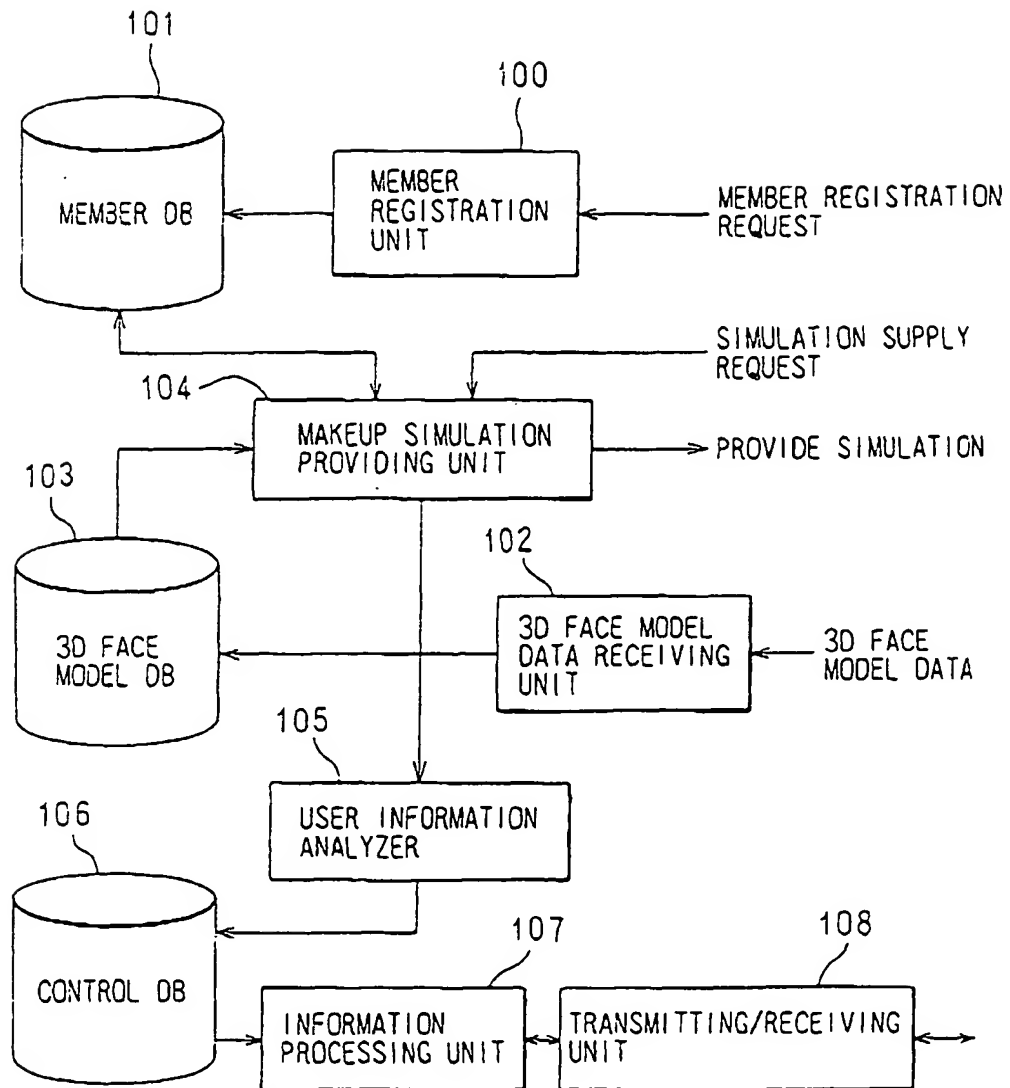 101
100
MEMBER DB
MEMBER
REGISTRATION
UNIT
MEMBER REGISTRATION
REQUEST
SIMULATION SUPPLY
REQUEST
104
MAKEUP SIMULATION
PROVIDING UNIT
PROVIDE SIMULATION
103
102
3D FACE
MODEL DB
3D FACE MODEL
DATA RECEIVING
UNIT
3D FACE
MODEL DATA
105
USER INFORMATION
ANALYZER
106
107
108
CONTROL DB
INFORMATION
PROCESSING UNIT
TRANSMITTING/RECEIVING
UNIT